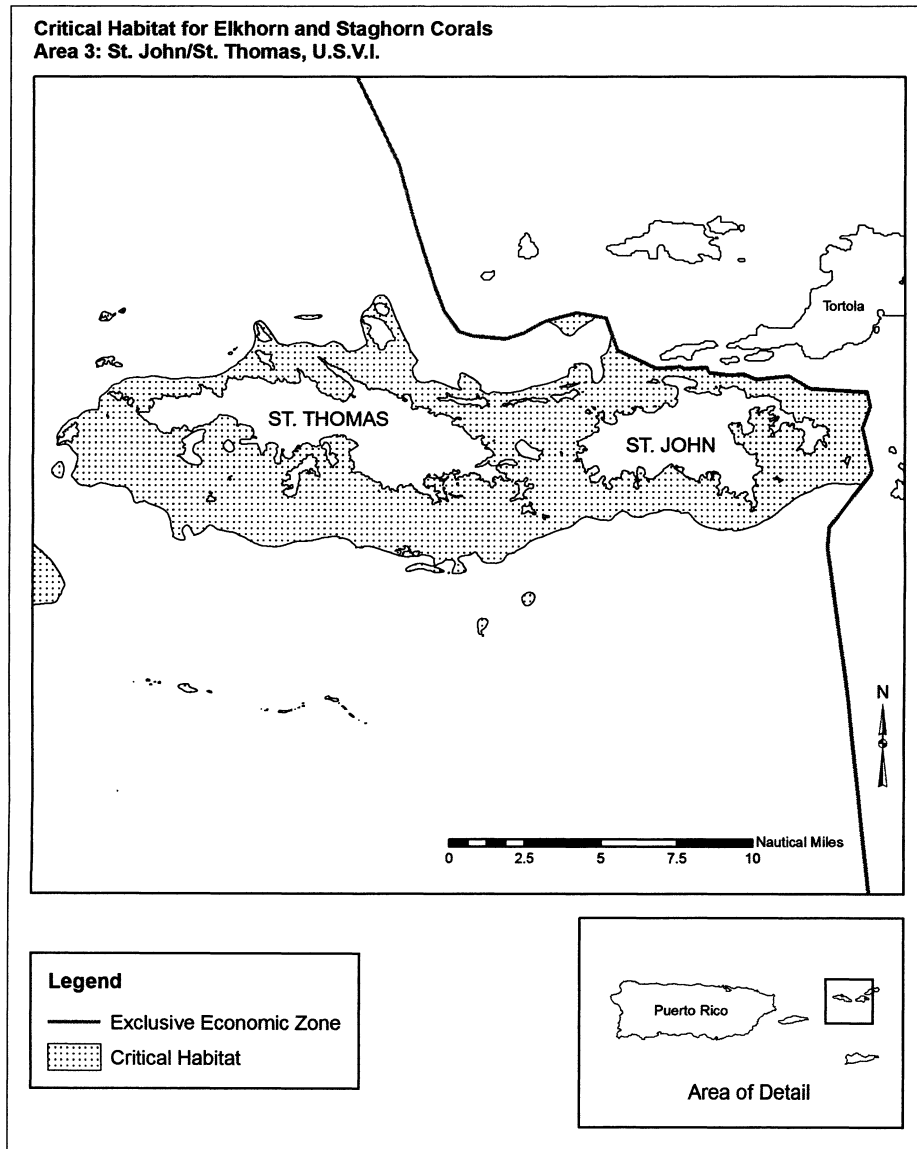 Critical Habitat for Elkhorn and Staghorn Corals
Area 3: St. John/St. Thomas, U.S.V.I.
Tortola
ST. THOMAS
ST. JOHN
N
Nautical Miles
0 2.5 5 7.5 10
Legend
Exclusive Economic Zone
Critical Habitat
Puerto Rico
Area of Detail